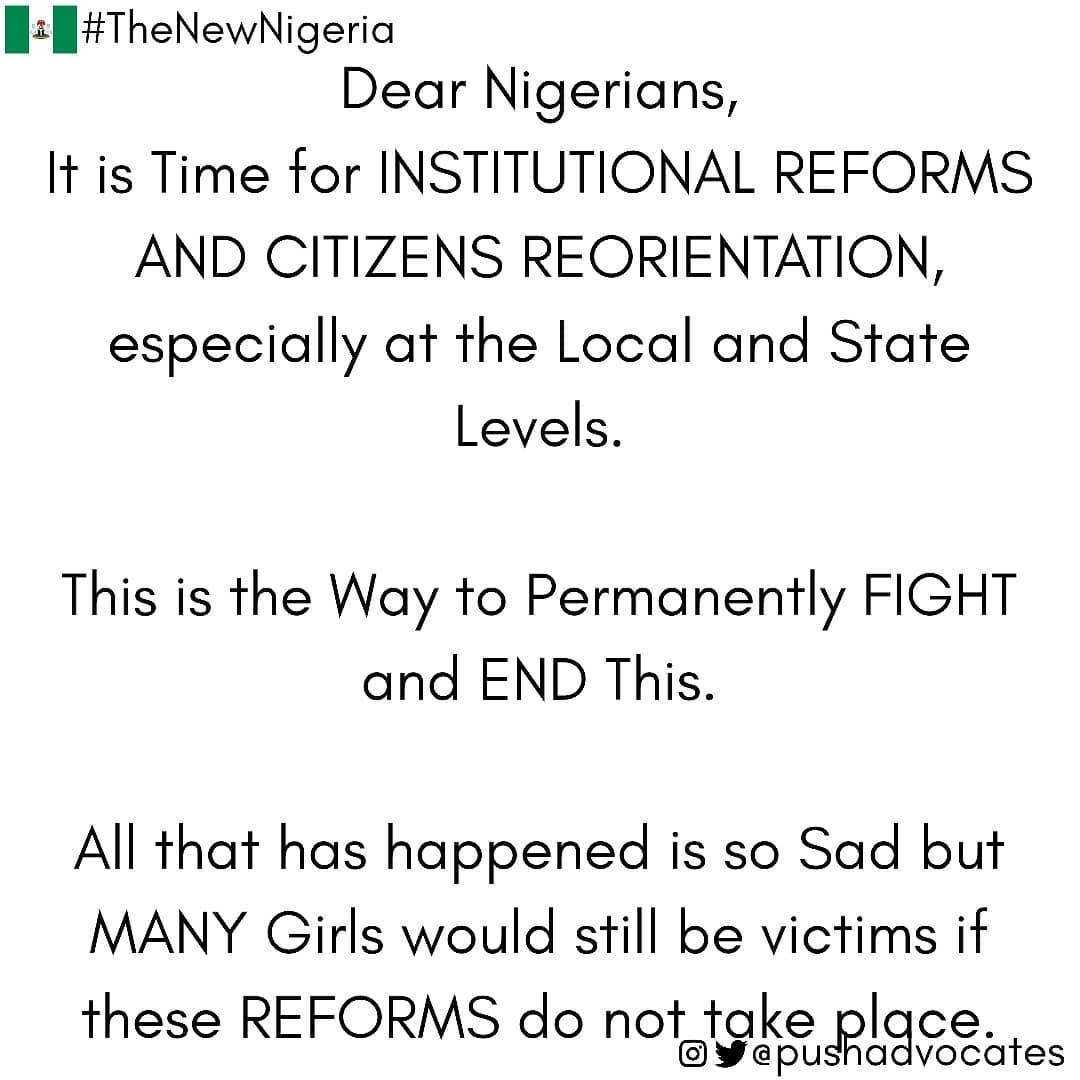 #TheNewNigeria
Dear Nigerians,
It is Time for INSTITUTIONAL REFORMS
AND CITIZENS REORIENTATION,
especially at the Local and State
Levels.
This is the Way to Permanently FIGHT
and END This.
All that has happened is so Sad but
MANY Girls would still be victims if
these REFORMS do not take place.
@pushadvocates